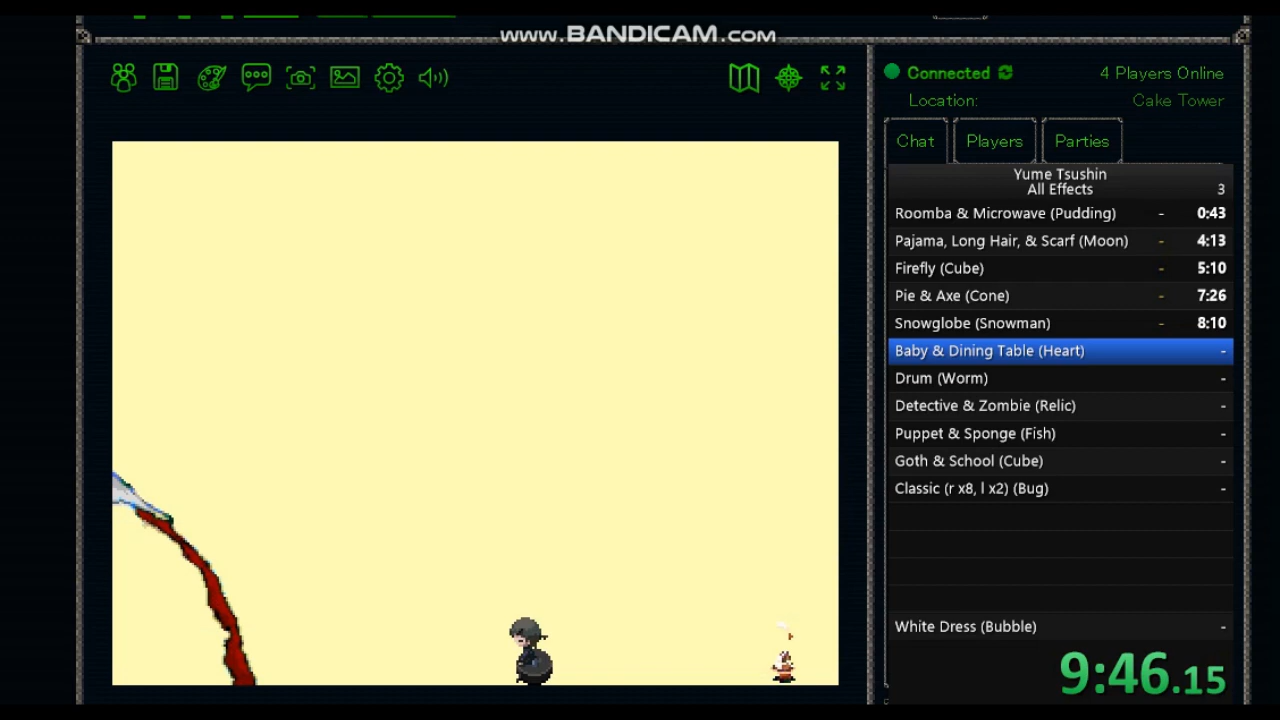 www.BANDICAM.com
Connected
4 Players Online
Location:
Cake Tower
Chat
Players
Parties
Yume Tsushin
All Effects 3
Roomba & Microwave (Pudding) - 0:43
Pajama, Long Hair, & Scarf (Moon) - 4:13
Firefly (Cube) - 5:10
Pie & Axe (Cone) - 7:26
Snowglobe (Snowman) - 8:10
Baby & Dining Table (Heart) -
Drum (Worm) -
Detective & Zombie (Relic) -
Puppet & Sponge (Fish) -
Goth & School (Cube) -
Classic (r x8, l x2) (Bug) -
White Dress (Bubble) -
9:46.15